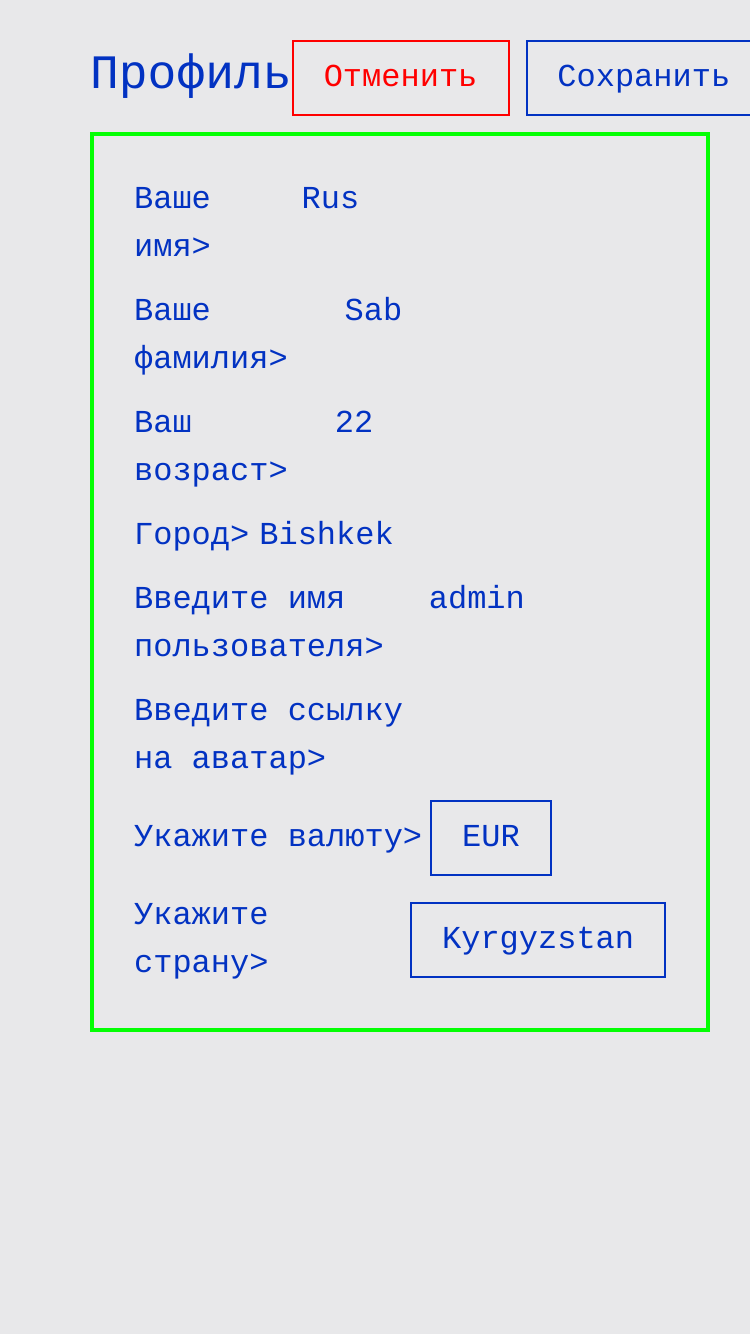 Профиль Отменить Сохранить
Ваше Rus
имя>
Ваше Sab
фамилия>
Ваш 22
возраст>
Город> Bishkek
Введите имя admin
пользователя>
Введите ссылку
на аватар>
Укажите валюту> EUR
Укажите
страну> Kyrgyzstan